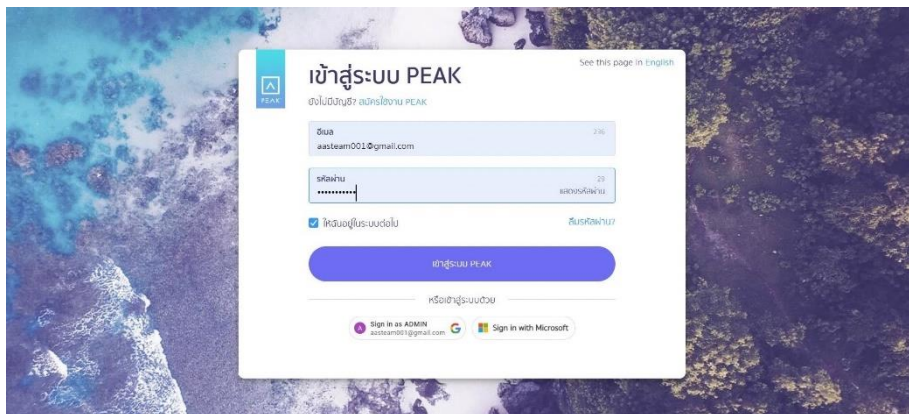 See this page in English
PEAK
เข้าสู่ระบบ PEAK
ยังไม่มีบัญชี? สมัครใช้งาน PEAK
อีเมล
236
aasteam001@gmail.com
รหัสผ่าน
29
•••••••••••
แสดงรหัสผ่าน
ให้ฉันอยู่ในระบบต่อไป
ลืมรหัสผ่าน?
เข้าสู่ระบบ PEAK
หรือเข้าสู่ระบบด้วย
A
Sign in as ADMIN
aasteam001@gmail.com
Sign in with Microsoft